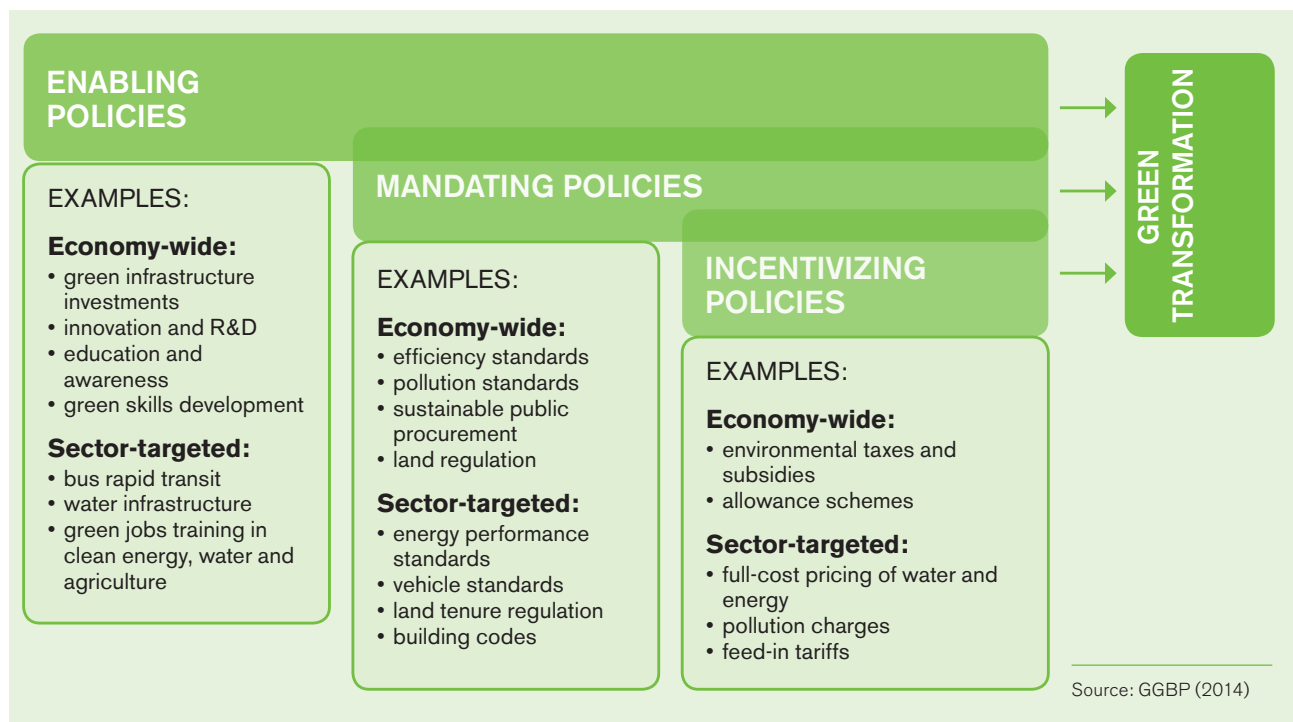 ENABLING
POLICIES
EXAMPLES:
Economy-wide:
• green infrastructure
investments
• innovation and R&D
• education and
awareness
• green skills development
Sector-targeted:
• bus rapid transit
• water infrastructure
• green jobs training in
clean energy, water and
agriculture
MANDATING POLICIES
EXAMPLES:
Economy-wide:
• efficiency standards
• pollution standards
• sustainable public
procurement
• land regulation
Sector-targeted:
• energy performance
standards
• vehicle standards
• land tenure regulation
• building codes
INCENTIVIZING
POLICIES
EXAMPLES:
Economy-wide:
• environmental taxes and
subsidies
• allowance schemes
Sector-targeted:
• full-cost pricing of water and
energy
• pollution charges
• feed-in tariffs
GREEN
TRANSFORMATION
Source: GGBP (2014)